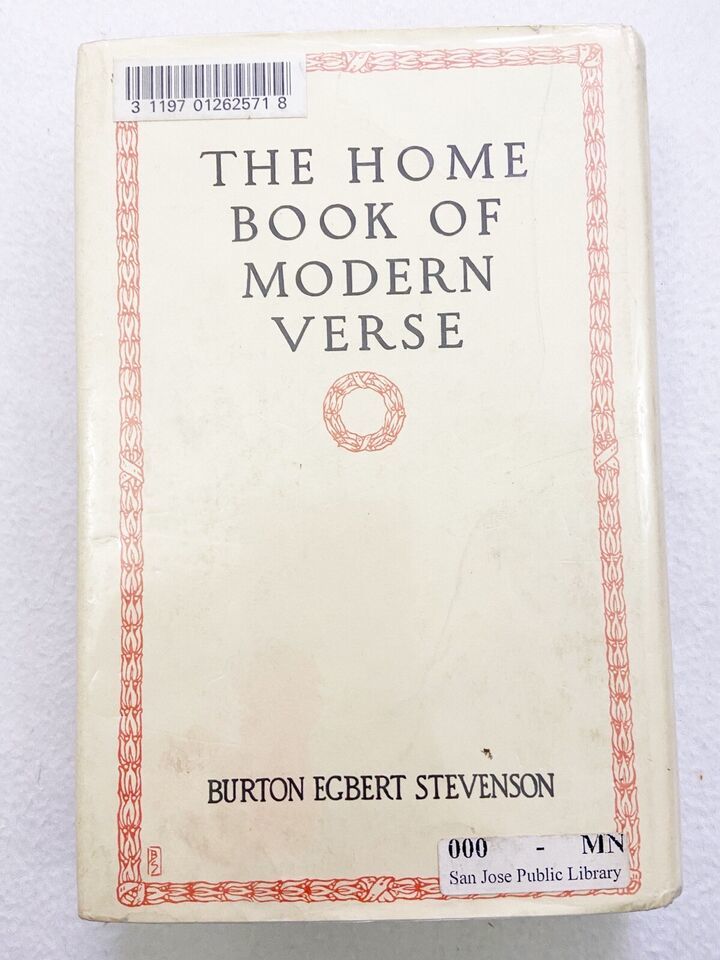 3 1197 01262571 8
THE HOME
BOOK OF
MODERN
VERSE
BURTON EGBERT STEVENSON
000 - MN
San Jose Public Library